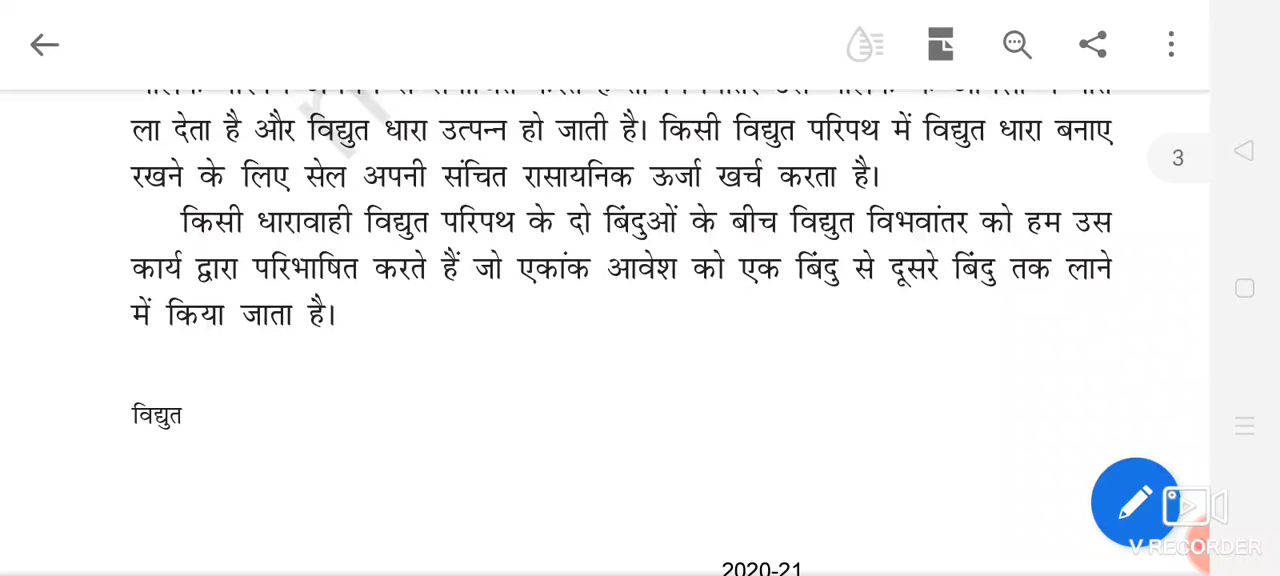 ला देता है और विद्युत धारा उत्पन्न हो जाती है। किसी विद्युत परिपथ में विद्युत धारा बनाए
3
रखने के लिए सेल अपनी संचित रासायनिक ऊर्जा खर्च करता है।
किसी धारावाही विद्युत परिपथ के दो बिंदुओं के बीच विद्युत विभवांतर को हम उस
कार्य द्वारा परिभाषित करते हैं जो एकांक आवेश को एक बिंदु से दूसरे बिंदु तक लाने
में किया जाता है।
विद्युत
V RECORDER
2020-21